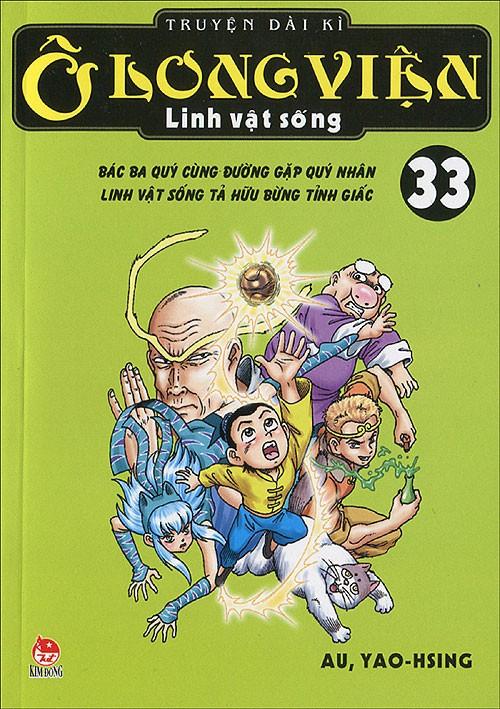 TRUYỆN DÀI KÌ
Ô LONG VIỆN
Linh vật sống
BÁC BA QUÝ CÙNG ĐƯỜNG GẶP QUÝ NHÂN
LINH VẬT SỐNG TẢ HỮU BỪNG TỈNH GIẤC
33
KIM ĐỒNG
AU, YAO-HSING